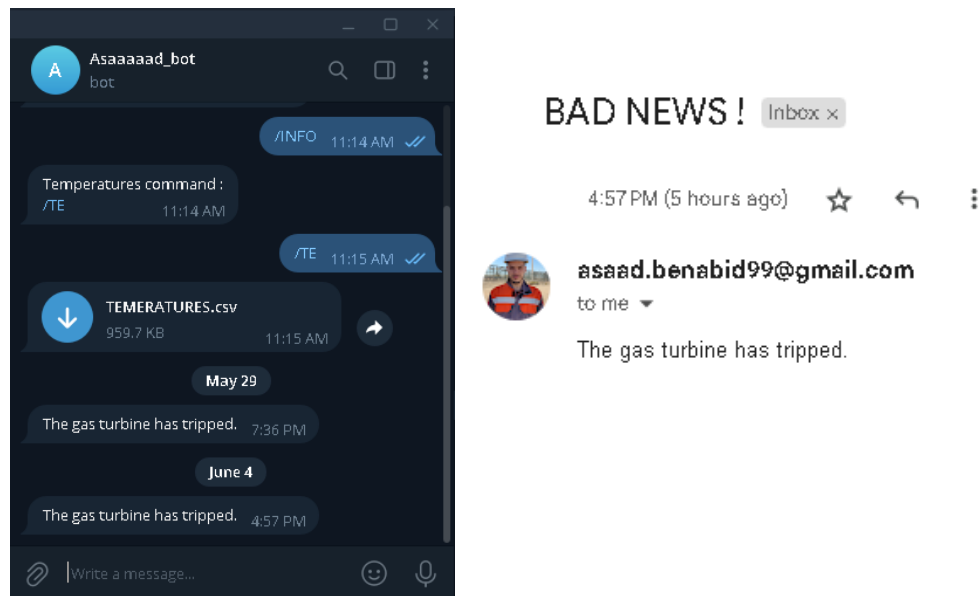 A
Asaaaaad_bot
bot
/INFO 11:14 AM
Temperatures command :
/TE 11:14 AM
/TE 11:15 AM
TEMERATURES.csv
959.7 KB 11:15 AM
May 29
The gas turbine has tripped. 7:36 PM
June 4
The gas turbine has tripped. 4:57 PM
Write a message...
BAD NEWS ! Inbox ×
4:57 PM (5 hours ago)
asaad.benabid99@gmail.com
to me
The gas turbine has tripped.